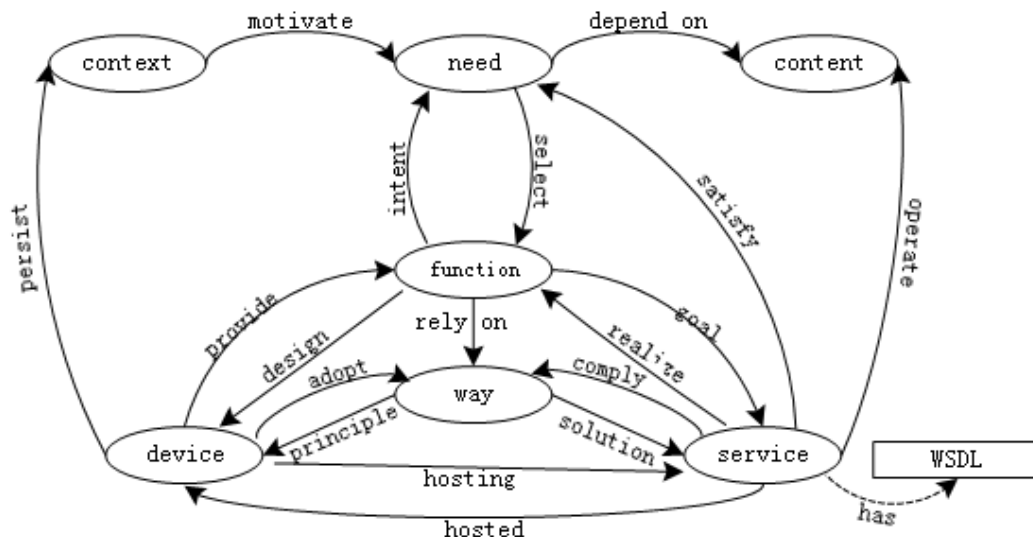 motivate
depend on
context
need
content
intent
select
satisfy
persist
operate
function
provide
design
rely on
goal
realize
adopt
comply
way
principle
solution
device
service
WSDL
hosting
has
hosted